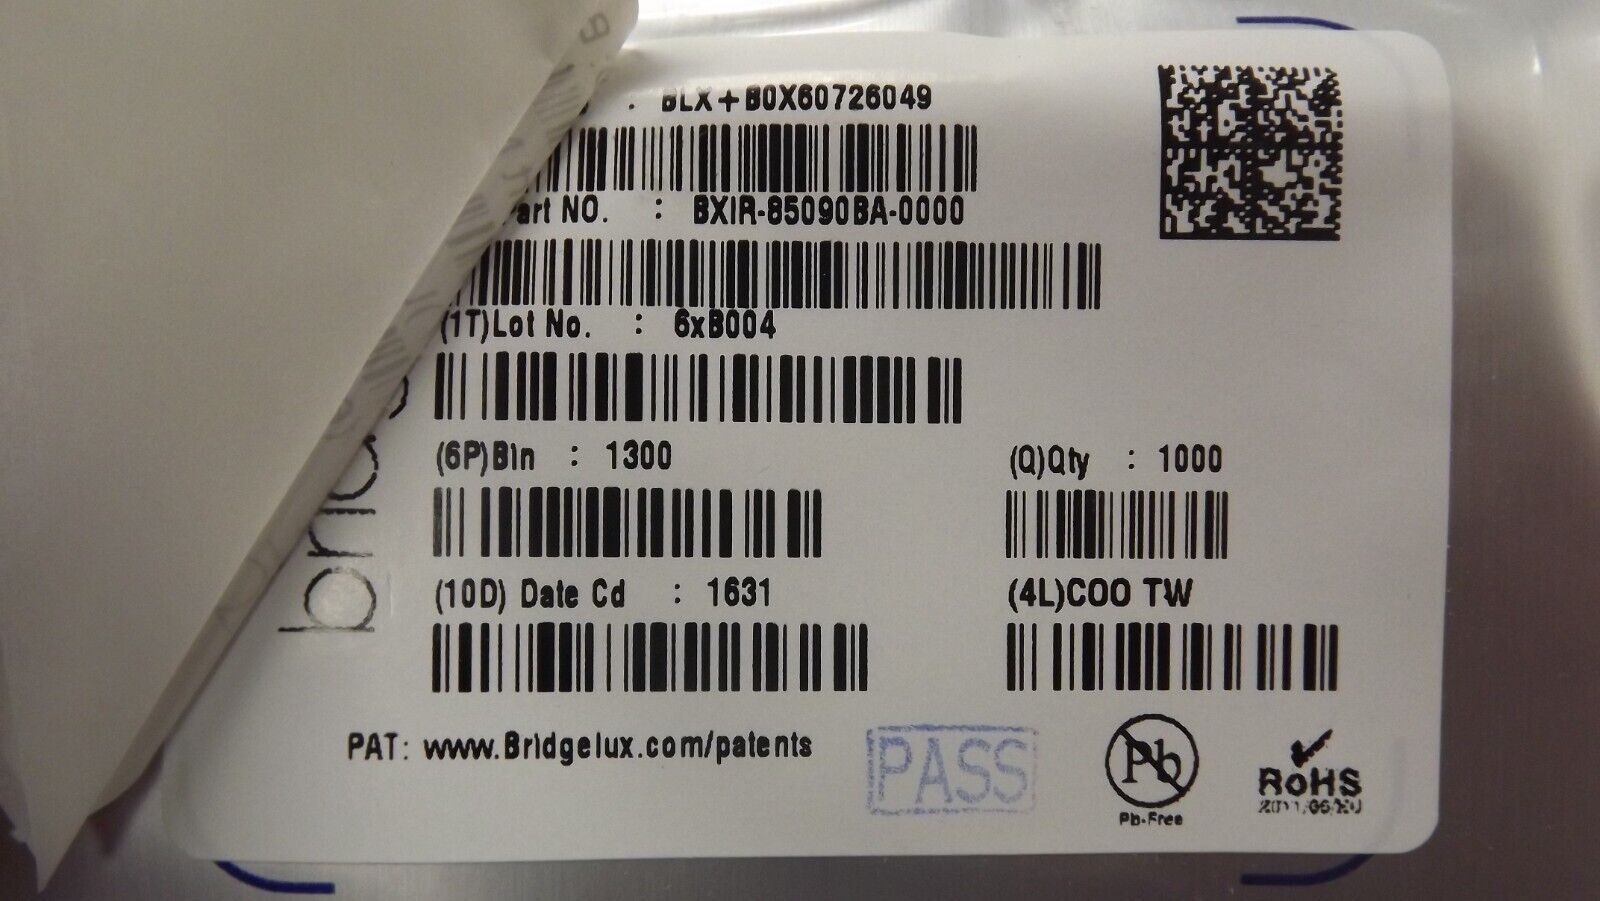 : BLX+B0X60726049
Part NO. : BXIR-85090BA-0000
(1T)Lot No. : 6xB004
(6P)Bin : 1300
(Q)Qty : 1000
(10D) Date Cd : 1631
(4L)COO TW
PAT: www.Bridgelux.com/patents
PASS
Pb
Pb-Free
RoHS